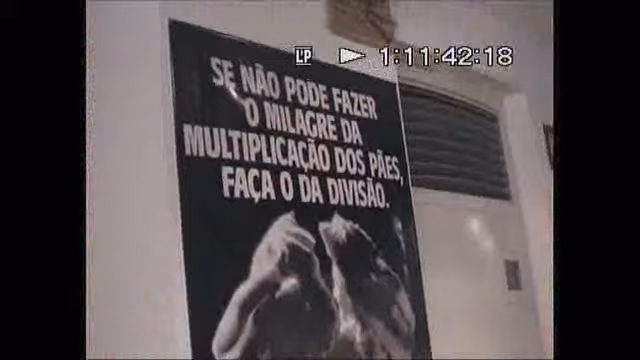 LP 1:11:42:18
SE NÃO PODE FAZER
O MILAGRE DA
MULTIPLICAÇÃO DOS PÃES,
FAÇA O DA DIVISÃO.